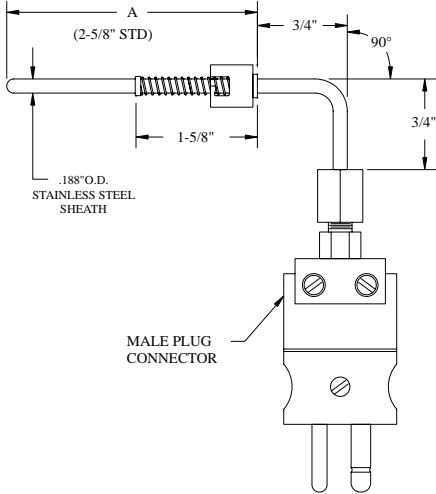 A
(2-5/8" STD)
3/4"
90°
3/4"
1-5/8"
.188"O.D.
STAINLESS STEEL
SHEATH
MALE PLUG
CONNECTOR